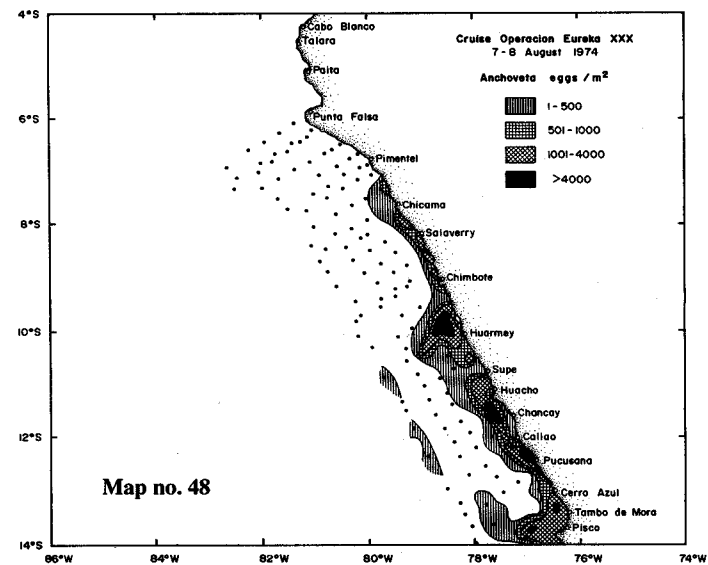 4°S
Cabo Blanco
Talara
Paita
Cruise Operacion Eureka XXX
7-8 August 1974
Anchoveta eggs/m²
1-500
501-1000
1001-4000
>4000
6°S
Punta Falsa
Pimentel
Chicama
8°S
Salaverry
Chimbote
10°S
Huarmey
Supe
Huacho
Chancay
12°S
Callao
Pucusana
Map no. 48
Cerro Azul
Tambo de Mora
Pisco
14°S
86°W
84°W
82°W
80°W
78°W
76°W
74°W